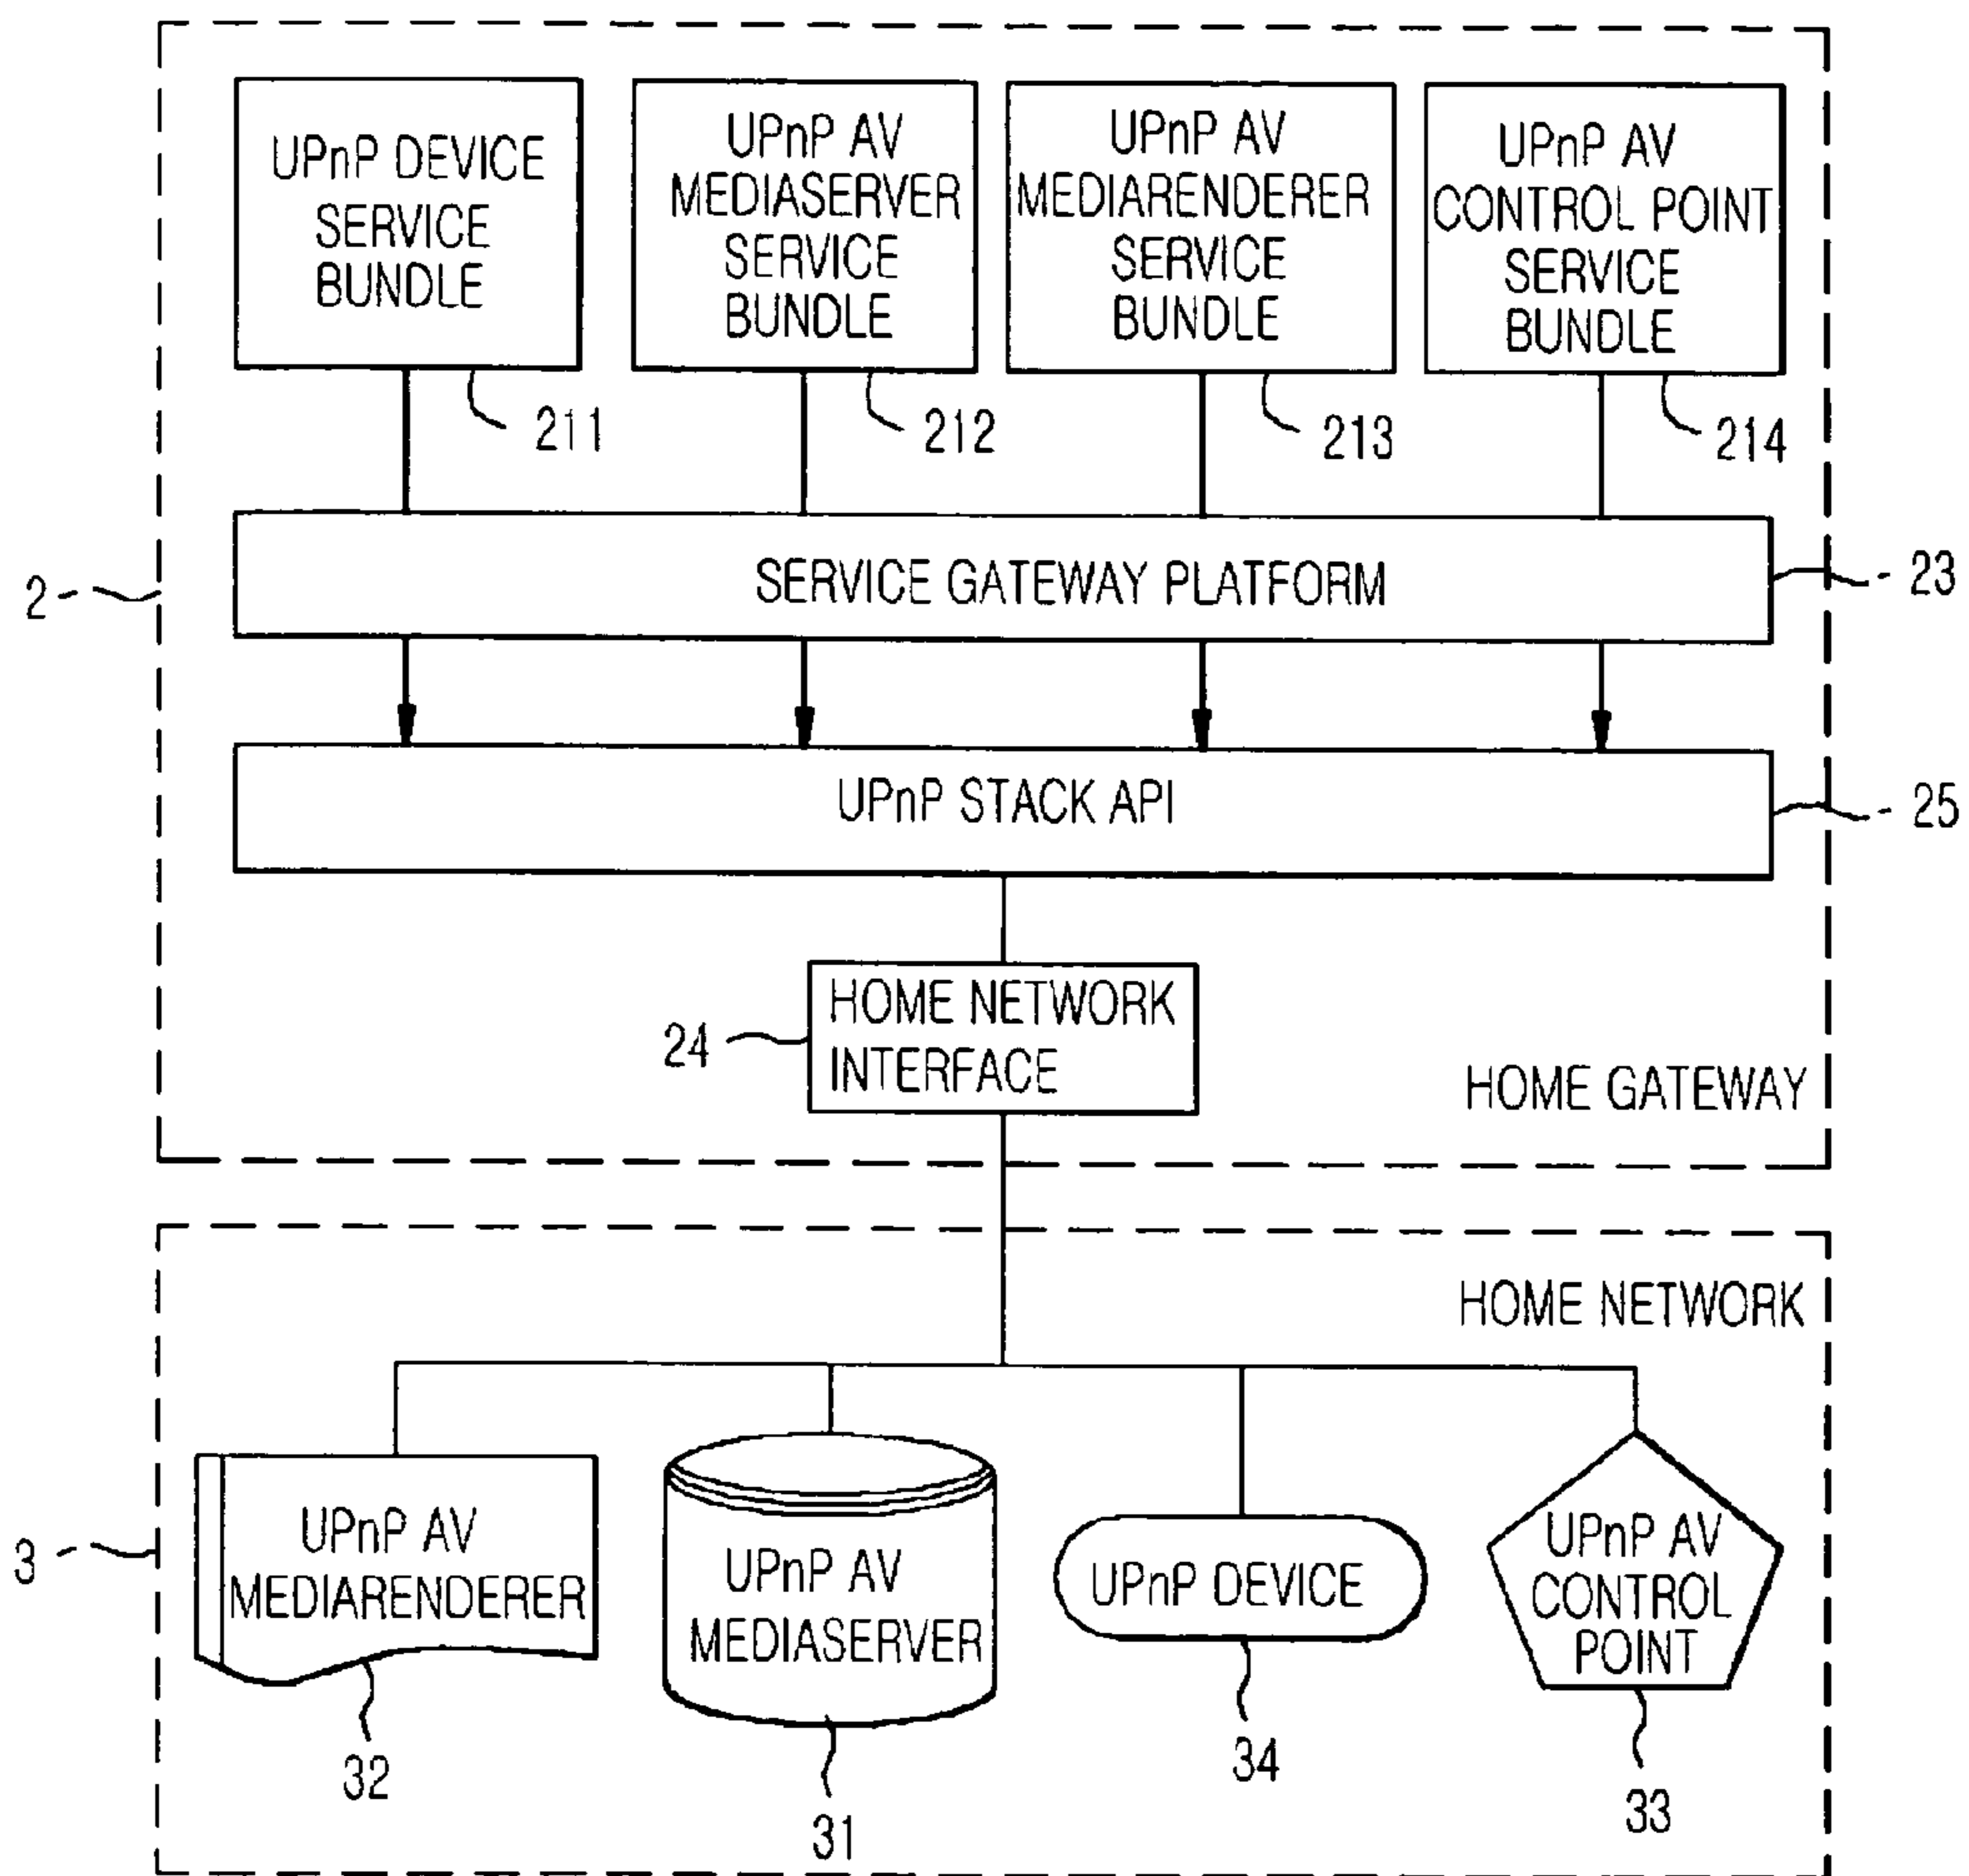 UPnP DEVICE
SERVICE
BUNDLE
211
UPnP AV
MEDIASERVER
SERVICE
BUNDLE
212
UPnP AV
MEDIARENDERER
SERVICE
BUNDLE
213
UPnP AV
CONTROL POINT
SERVICE
BUNDLE
214
2
SERVICE GATEWAY PLATFORM
23
UPnP STACK API
25
24
HOME NETWORK
INTERFACE
HOME GATEWAY
HOME NETWORK
3
UPnP AV
MEDIARENDERER
32
UPnP AV
MEDIASERVER
31
UPnP DEVICE
34
UPnP AV
CONTROL
POINT
33